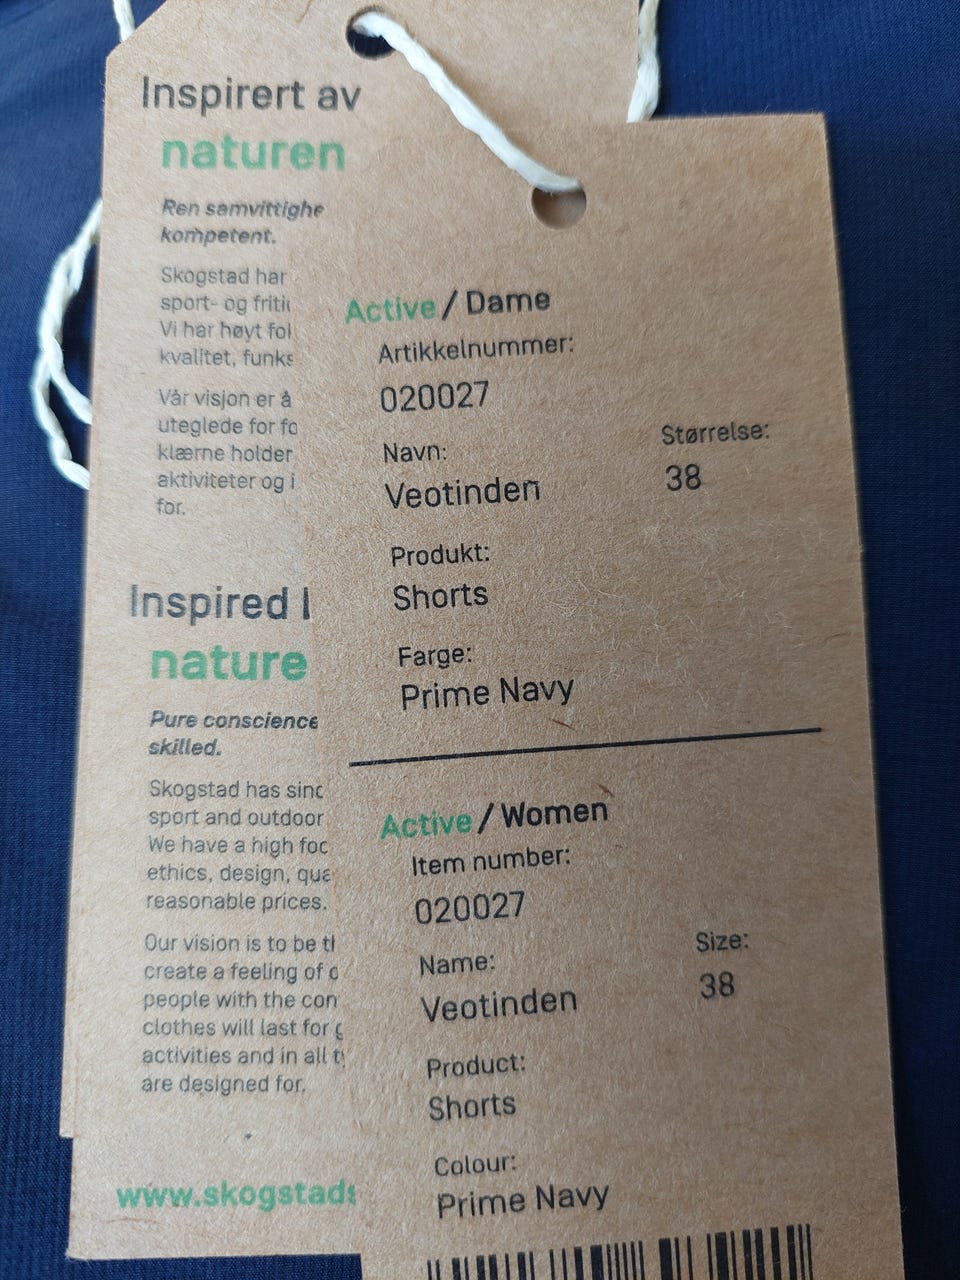 Inspirert av
naturen
Ren samvittighe
kompetent.
Skogstad har
sport- og friti
Vi har høyt fo
kvalitet, funks
Vår visjon er å
uteglede for fo
klærne holder
aktiviteter og i
for.
Inspired
nature
Pure conscience
skilled.
Skogstad has sinc
sport and outdoor
We have a high foc
ethics, design, qua
reasonable prices.
Our vision is to be th
create a feeling of
people with the con
clothes will last for
activities and in all
are designed for.
www.skogstads
Active / Dame
Artikkelnummer:
020027
Navn:
Størrelse:
Veotinden
38
Produkt:
Shorts
Farge:
Prime Navy
Active / Women
Item number:
020027
Name:
Size:
Veotinden
38
Product:
Shorts
Colour:
Prime Navy